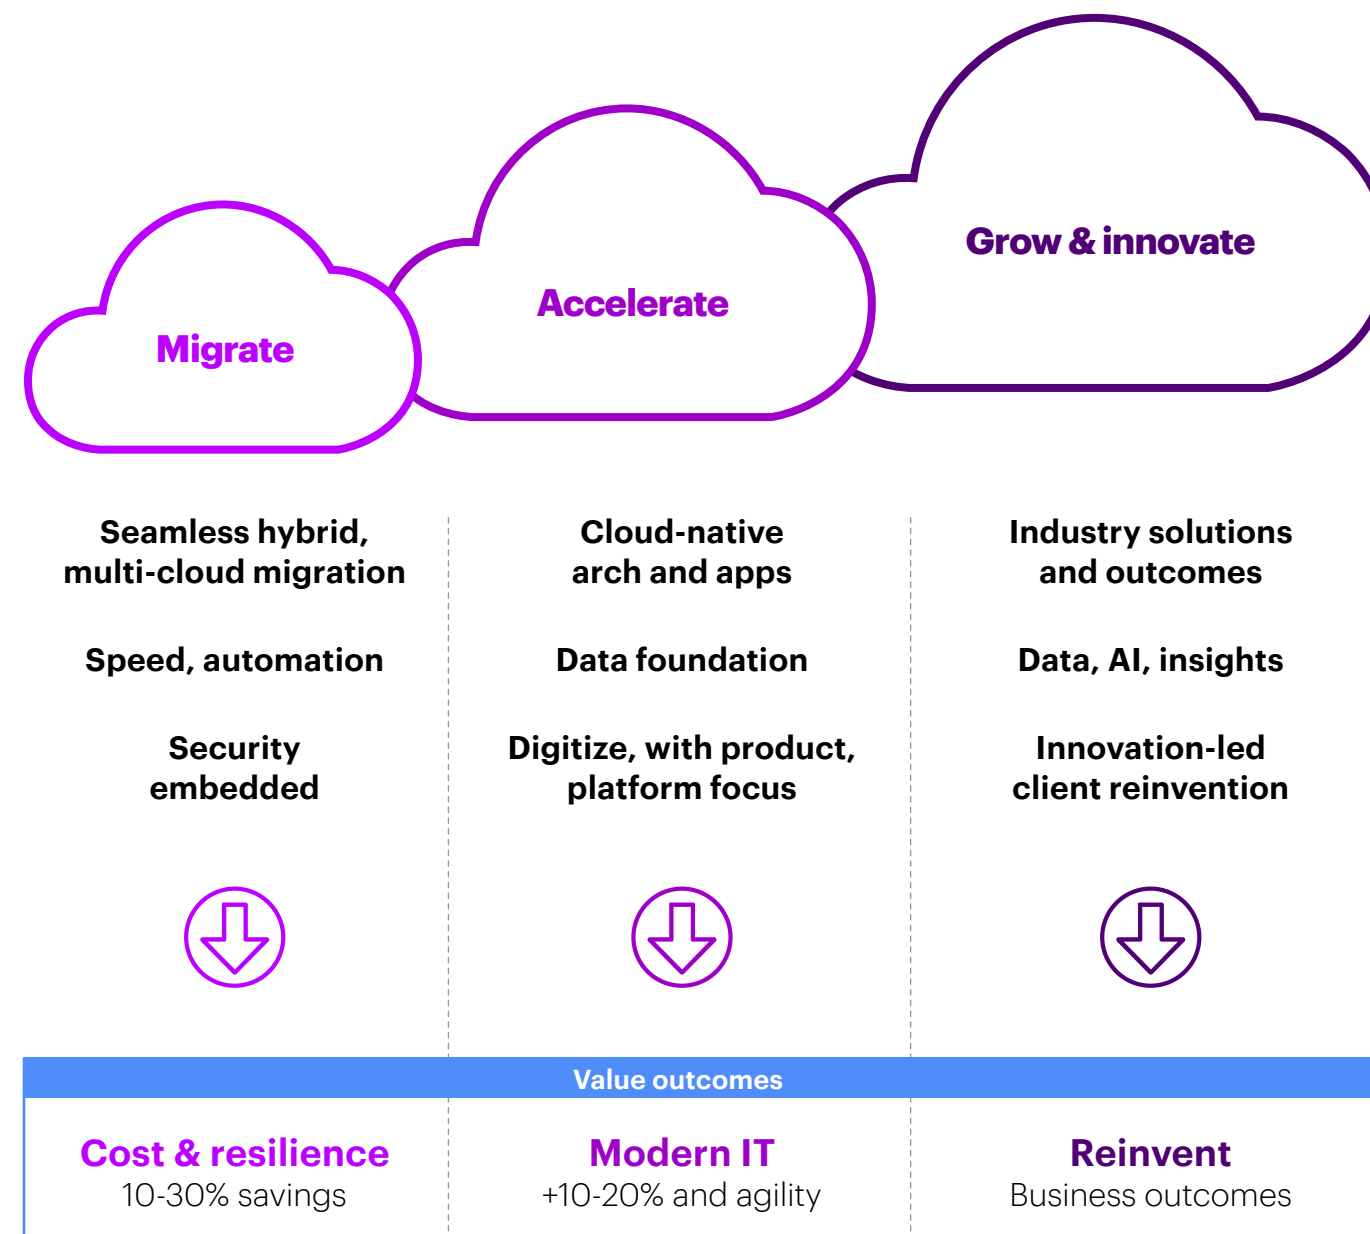 Migrate
Accelerate
Grow & innovate
Seamless hybrid,
multi-cloud migration
Speed, automation
Security
embedded
Cloud-native
arch and apps
Data foundation
Digitize, with product,
platform focus
Industry solutions
and outcomes
Data, AI, insights
Innovation-led
client reinvention
Value outcomes
Cost & resilience
10-30% savings
Modern IT
+10-20% and agility
Reinvent
Business outcomes